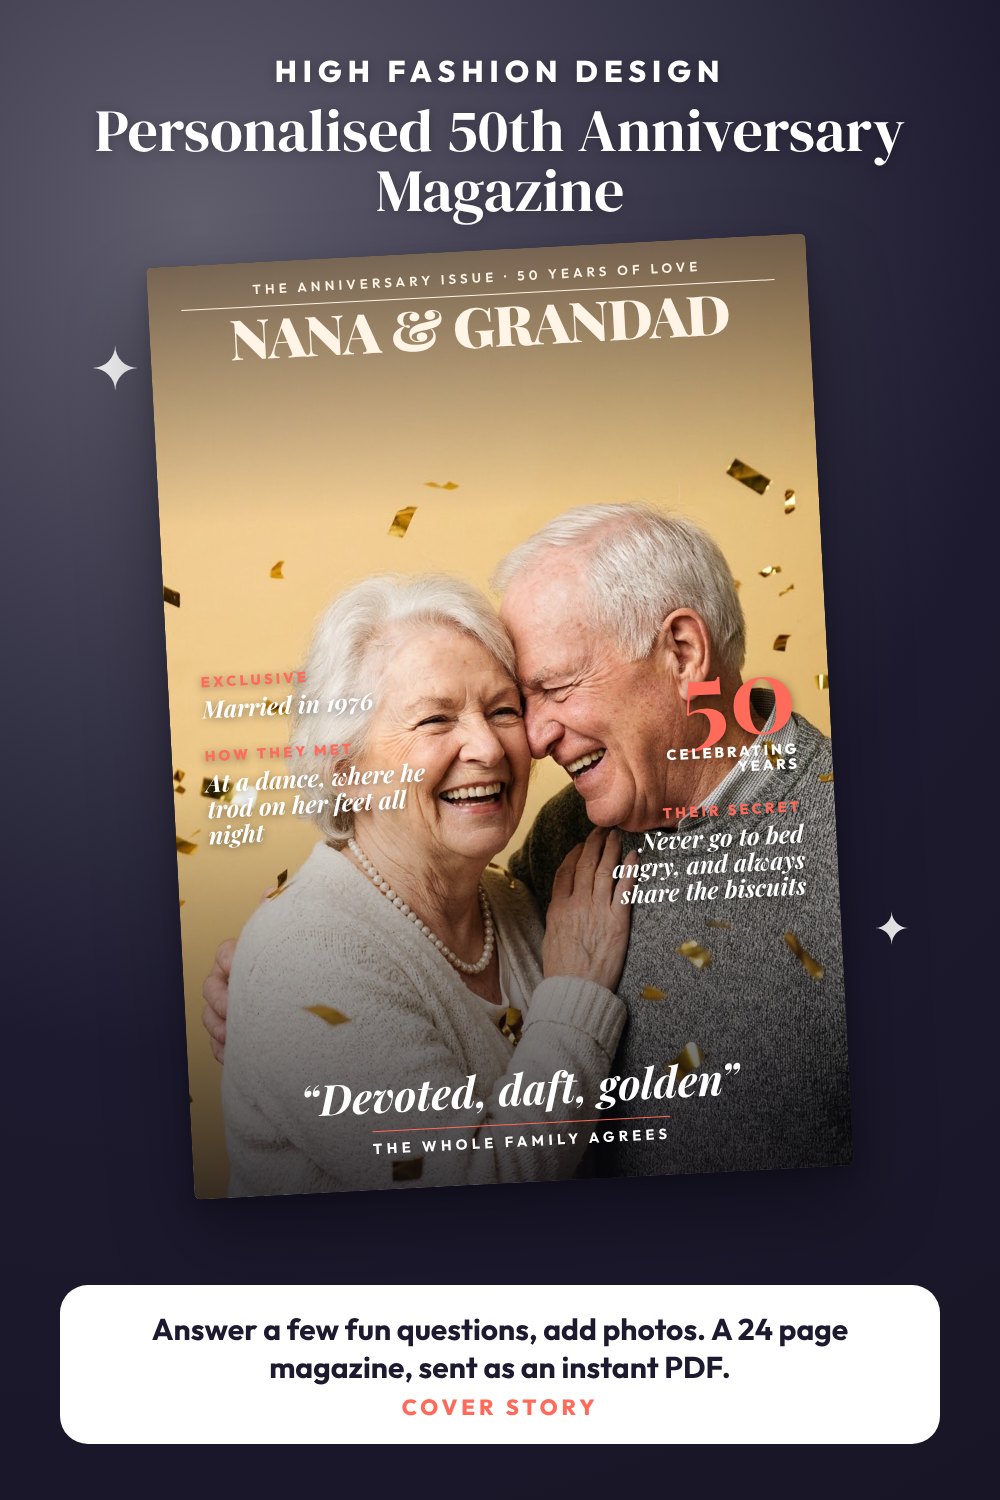 HIGH FASHION DESIGN
Personalised 50th Anniversary
Magazine
THE ANNIVERSARY ISSUE · 50 YEARS OF LOVE
NANA & GRANDAD
EXCLUSIVE
Married in 1976
HOW THEY MET
At a dance, where he
trod on her feet all
night
50
CELEBRATING
YEARS
THEIR SECRET
Never go to bed
angry, and always
share the biscuits
“Devoted, daft, golden”
THE WHOLE FAMILY AGREES
Answer a few fun questions, add photos. A 24 page
magazine, sent as an instant PDF.
COVER STORY